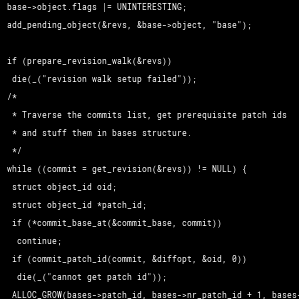 base->object.flags |= UNINTERESTING;
add_pending_object(&revs, &base->object, "base");
if (prepare_revision_walk(&revs))
die(_("revision walk setup failed"));
/*
* Traverse the commits list, get prerequisite patch ids
* and stuff them in bases structure.
*/
while ((commit = get_revision(&revs)) != NULL) {
struct object_id oid;
struct object_id *patch_id;
if (*commit_base_at(&commit_base, commit))
continue;
if (commit_patch_id(commit, &diffopt, &oid, 0))
die(_("cannot get patch id"));
ALLOC_GROW(bases->patch_id, bases->nr_patch_id + 1, bases-